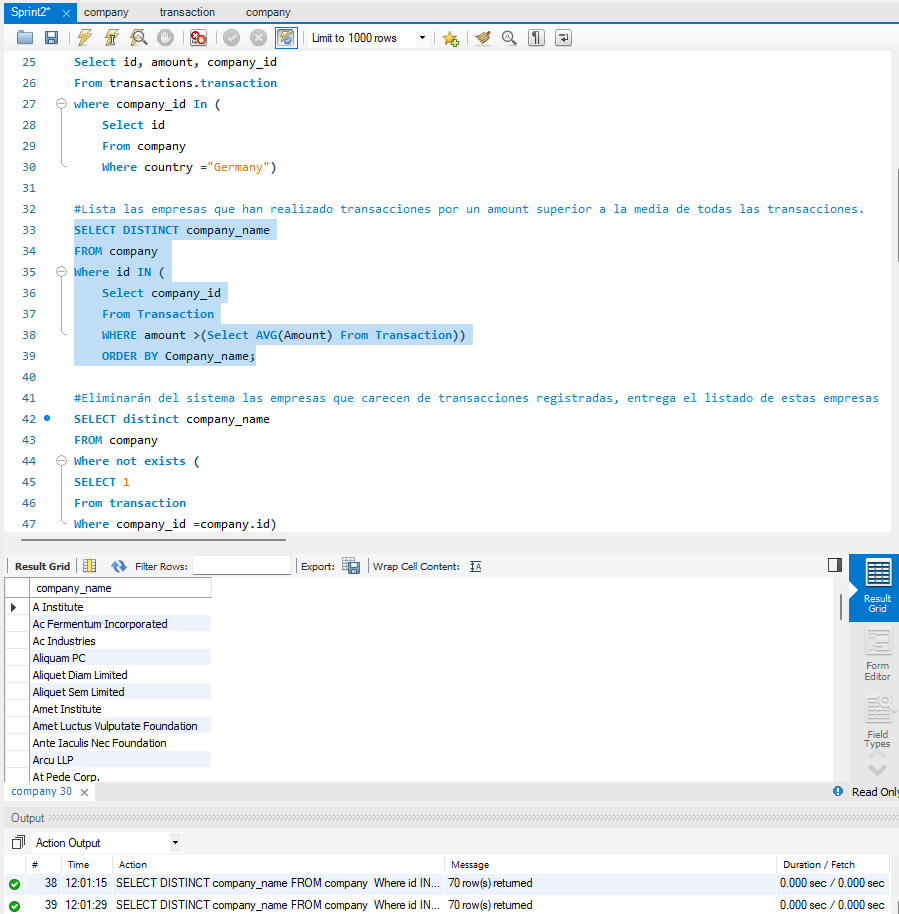 Sprint2* company transaction company
Limit to 1000 rows
25 Select id, amount, company_id
26 From transactions.transaction
27 where company_id In (
28 Select id
29 From company
30 Where country ="Germany")
31
32 #Lista las empresas que han realizado transacciones por un amount superior a la media de todas las transacciones.
33 SELECT DISTINCT company_name
34 FROM company
35 Where id IN (
36 Select company_id
37 From Transaction
38 WHERE amount >(Select AVG(Amount) From Transaction))
39 ORDER BY Company_name;
40
41 #Eliminarán del sistema las empresas que carecen de transacciones registradas, entrega el listado de estas empresas
42 SELECT distinct company_name
43 FROM company
44 Where not exists (
45 SELECT 1
46 From transaction
47 Where company_id =company.id)
Result Grid Filter Rows: Export: Wrap Cell Content:
company_name
A Institute
Ac Fermentum Incorporated
Ac Industries
Aliquam PC
Aliquet Diam Limited
Aliquet Sem Limited
Amet Institute
Amet Luctus Vulputate Foundation
Ante Iaculis Nec Foundation
Arcu LLP
At Pede Corp.
Result
Grid
Form
Editor
Field
Types
company 30
Read Only
Output
Action Output
# Time Action Message Duration / Fetch
38 12:01:15 SELECT DISTINCT company_name FROM company Where id IN... 70 row(s) returned 0.000 sec / 0.000 sec
39 12:01:29 SELECT DISTINCT company_name FROM company Where id IN... 70 row(s) returned 0.000 sec / 0.000 sec